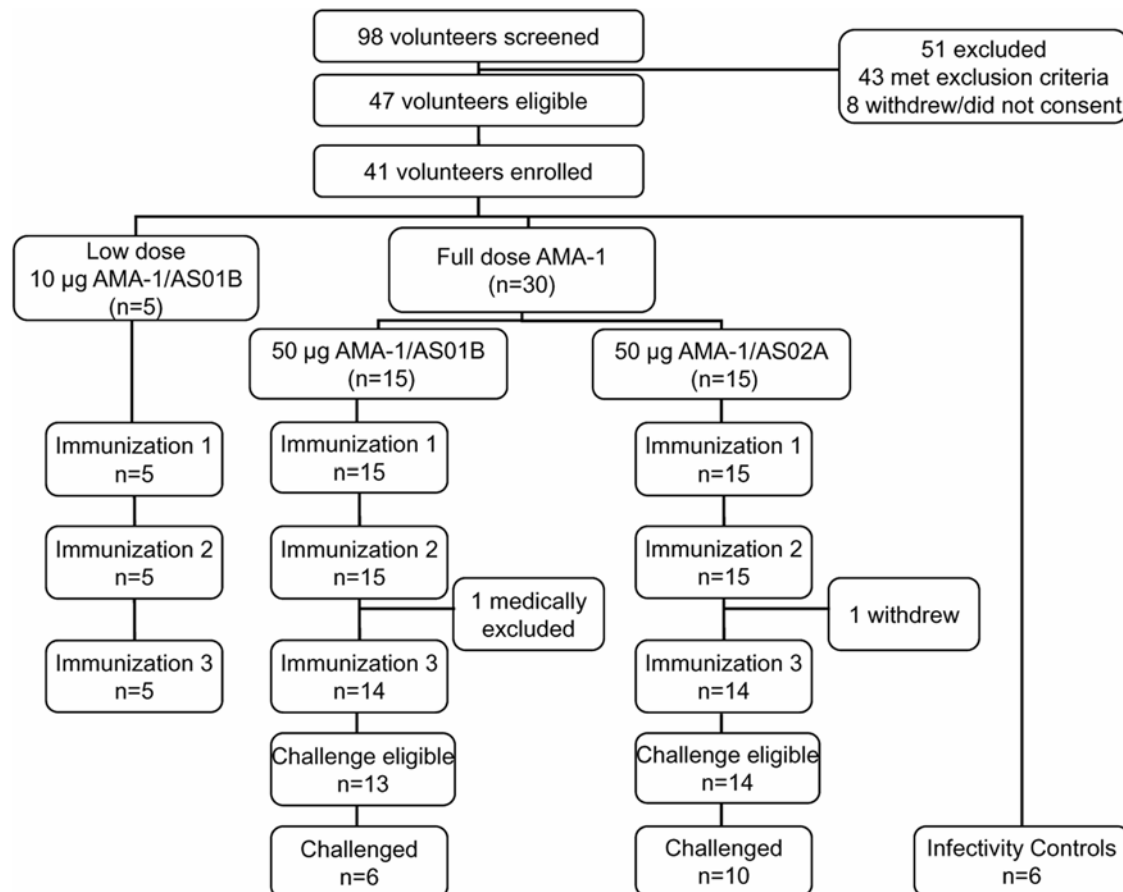 98 volunteers screened
51 excluded
43 met exclusion criteria
8 withdrew/did not consent
47 volunteers eligible
41 volunteers enrolled
Low dose
10 µg AMA-1/AS01B
(n=5)
Full dose AMA-1
(n=30)
50 µg AMA-1/AS01B
(n=15)
50 µg AMA-1/AS02A
(n=15)
Immunization 1
n=5
Immunization 1
n=15
Immunization 1
n=15
Immunization 2
n=5
Immunization 2
n=15
Immunization 2
n=15
1 medically
excluded
1 withdrew
Immunization 3
n=5
Immunization 3
n=14
Immunization 3
n=14
Challenge eligible
n=13
Challenge eligible
n=14
Challenged
n=6
Challenged
n=10
Infectivity Controls
n=6